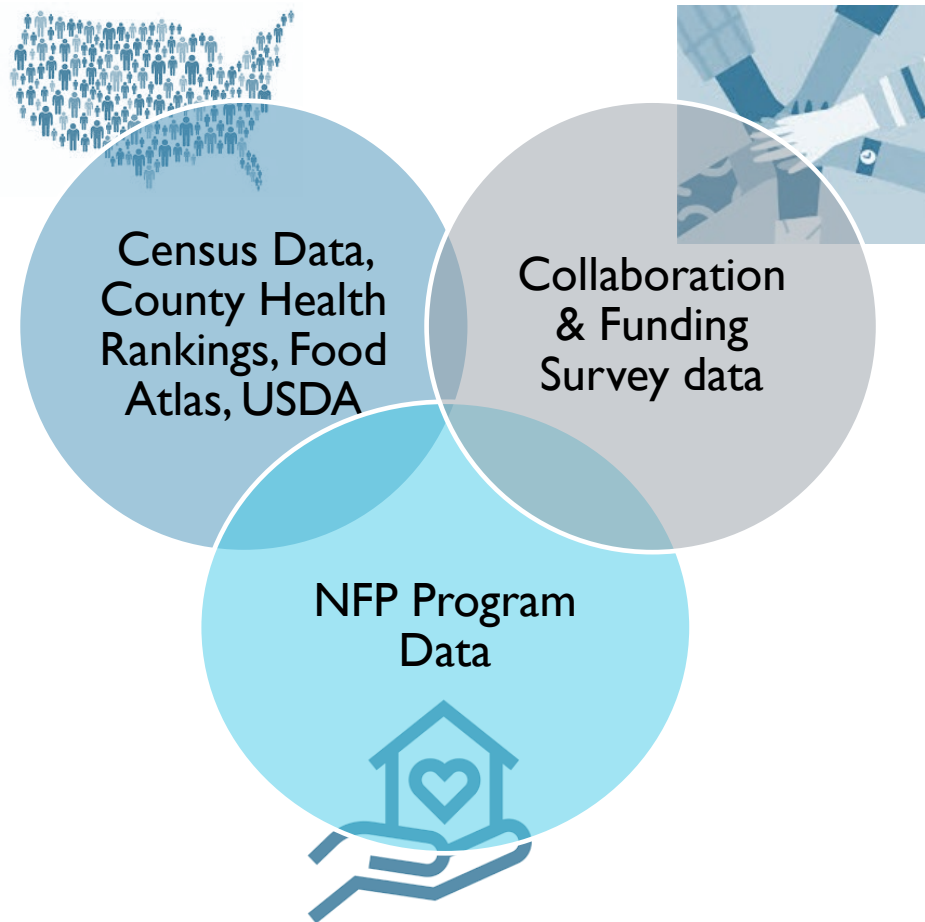 Census Data,
County Health
Rankings, Food
Atlas, USDA
Collaboration
& Funding
Survey data
NFP Program
Data